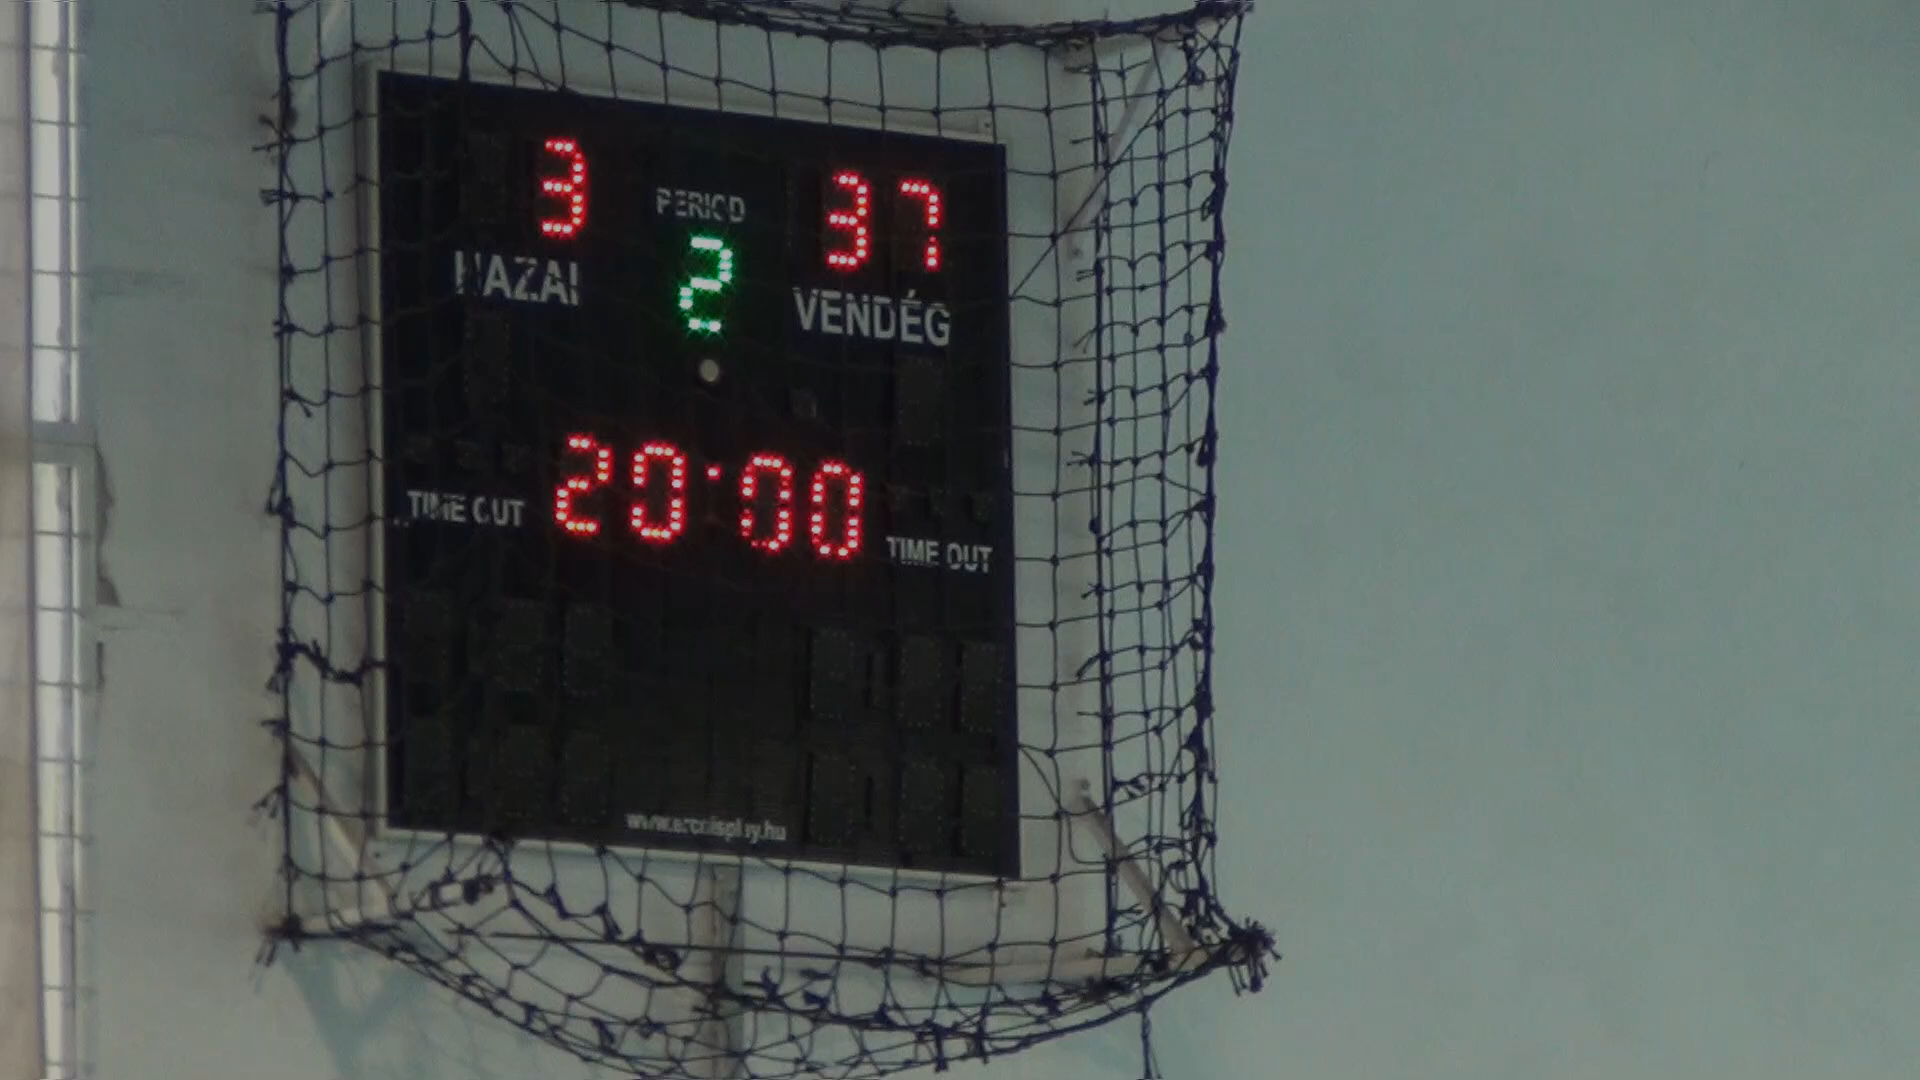 3 PERIOD 37
HAZAI 2 VENDÉG
20:00
TIME OUT TIME OUT